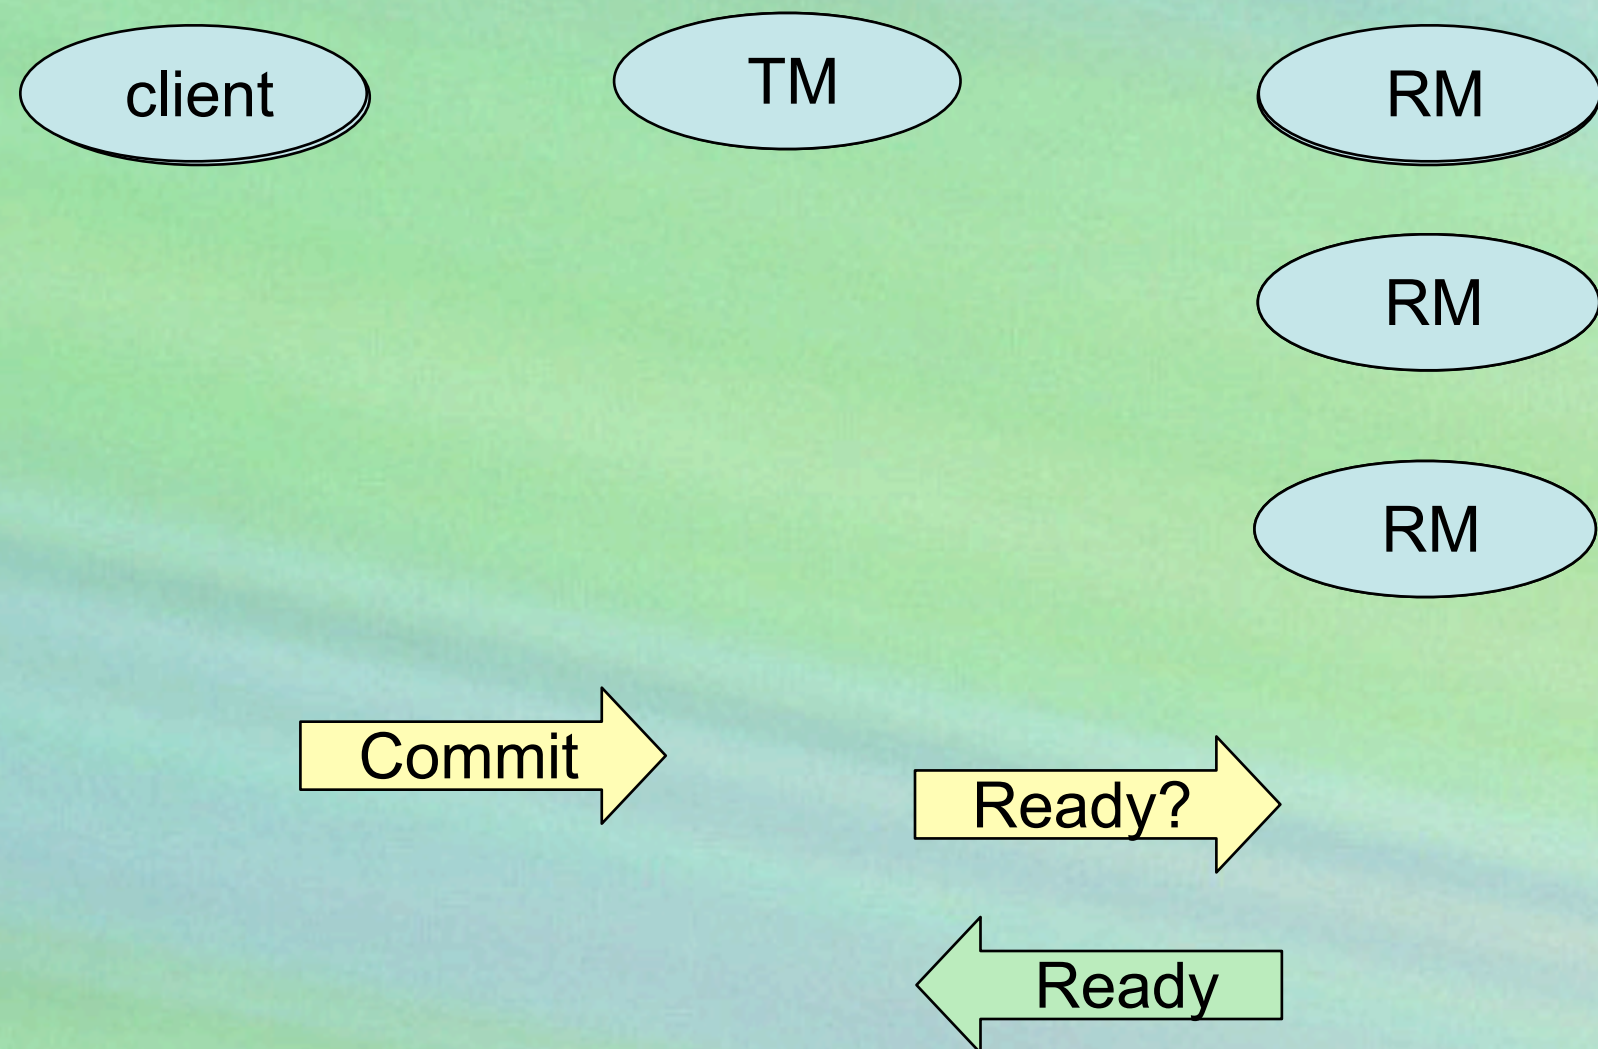 client
TM
RM
RM
RM
Commit
Ready?
Ready